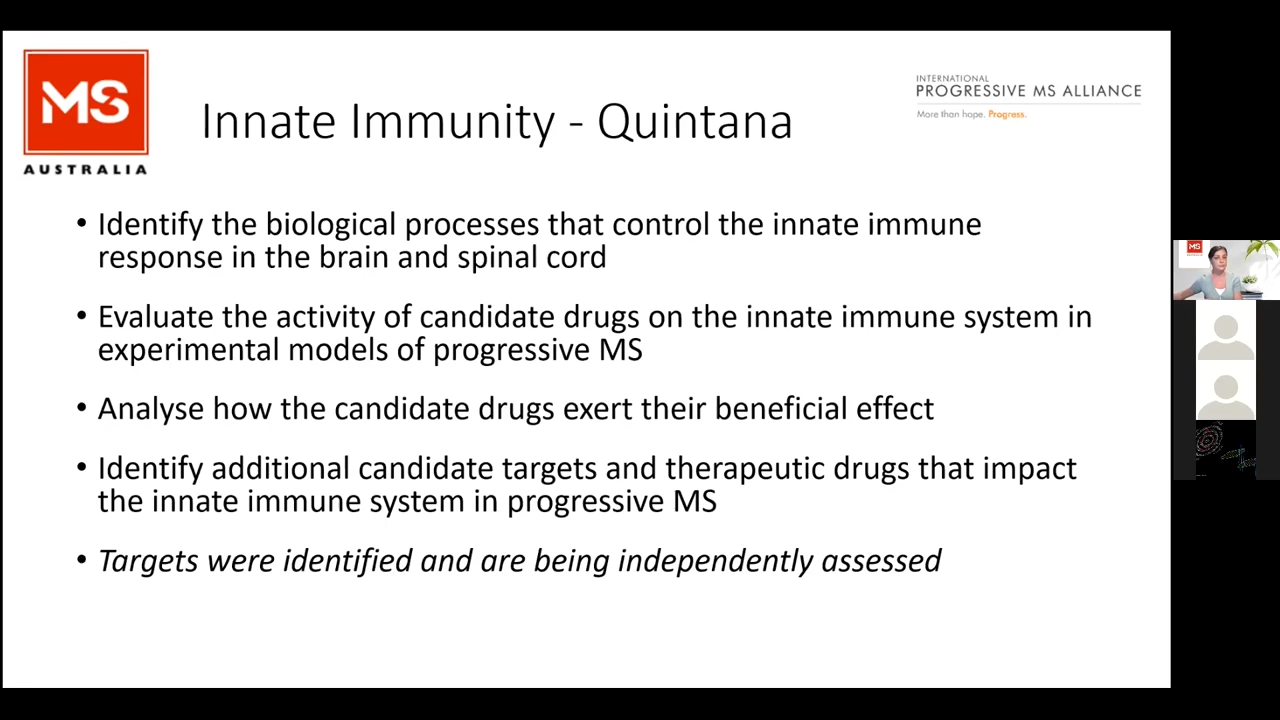 MS
AUSTRALIA
Innate Immunity - Quintana
INTERNATIONAL
PROGRESSIVE MS ALLIANCE
More than hope. Progress.
• Identify the biological processes that control the innate immune
response in the brain and spinal cord
• Evaluate the activity of candidate drugs on the innate immune system in
experimental models of progressive MS
• Analyse how the candidate drugs exert their beneficial effect
• Identify additional candidate targets and therapeutic drugs that impact
the innate immune system in progressive MS
• Targets were identified and are being independently assessed
MS